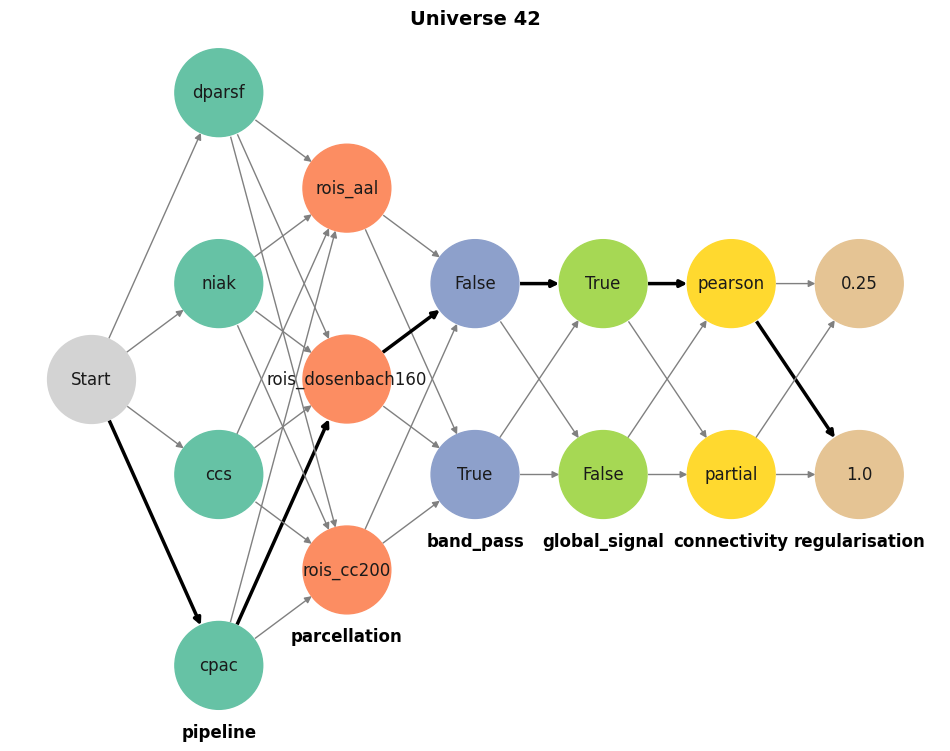 Universe 42
dparsf
rois_aal
niak
False
True
pearson
0.25
Start
rois_dosenbach160
ccs
True
False
partial
1.0
band_pass
global_signal
connectivity
regularisation
rois_cc200
parcellation
cpac
pipeline